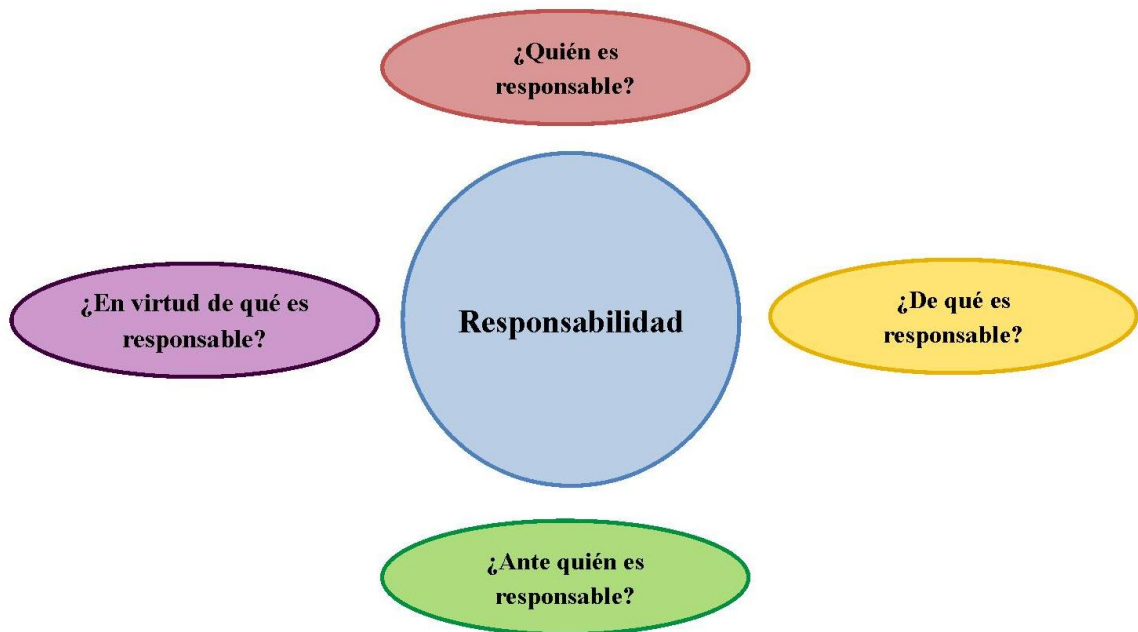 ¿Quién es
responsable?
¿En virtud de qué es
responsable?
Responsabilidad
¿De qué es
responsable?
¿Ante quién es
responsable?